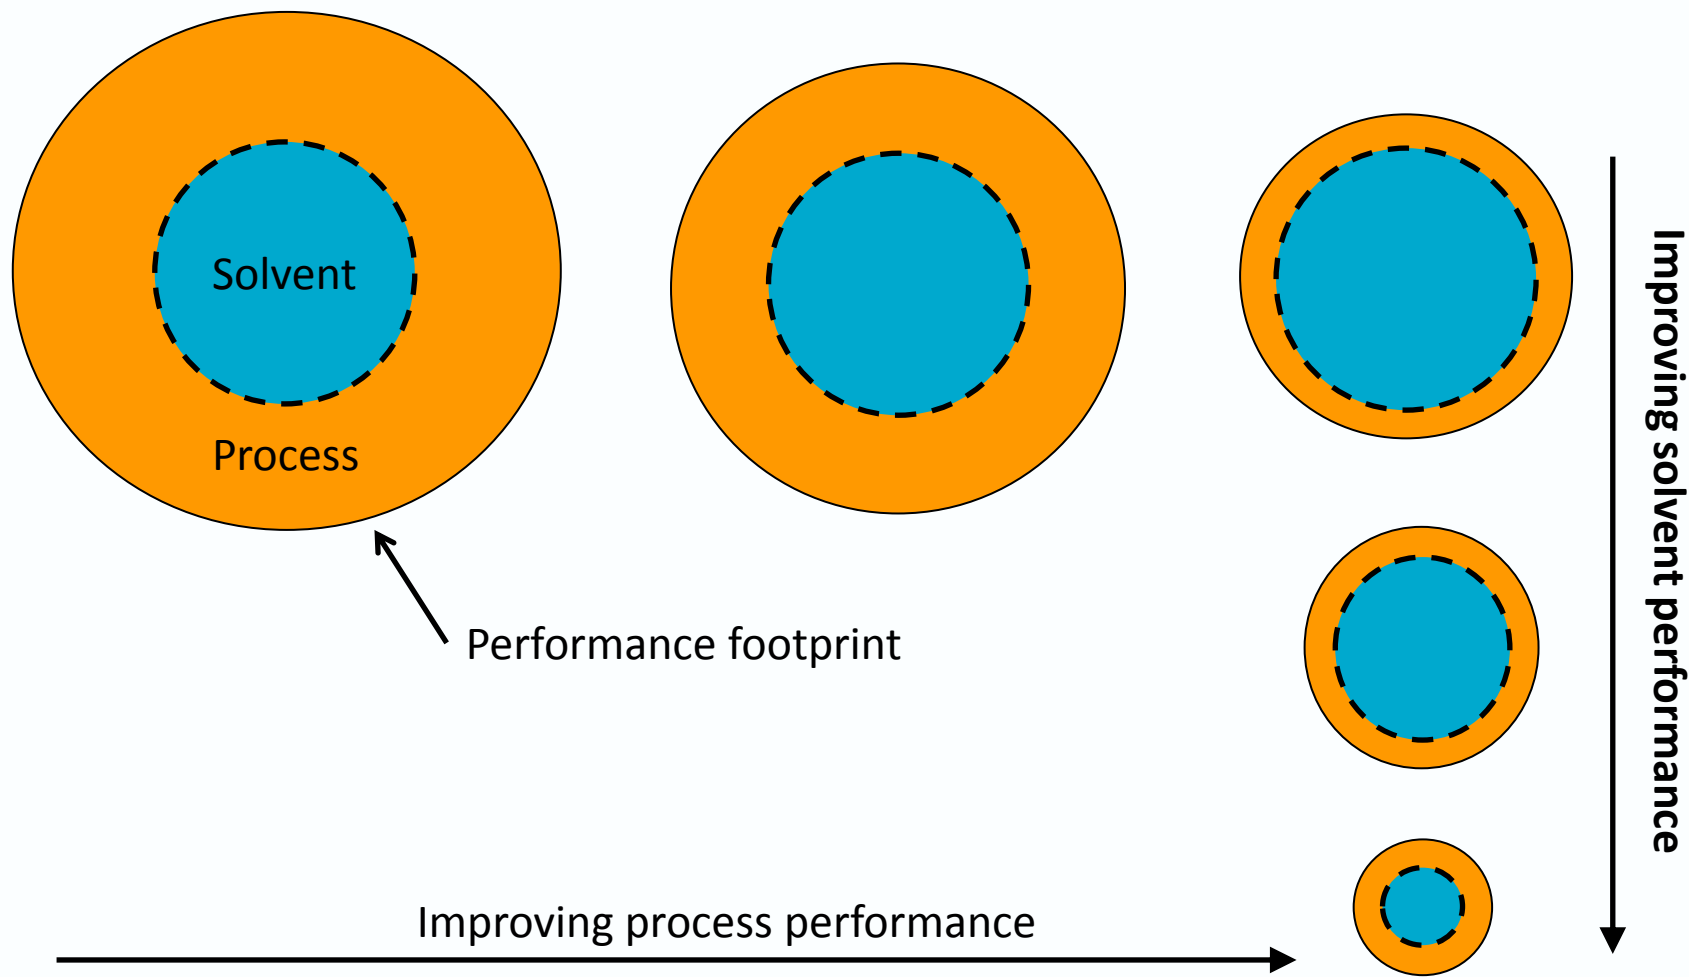 Solvent
Process
Performance footprint
Improving process performance
Improving solvent performance